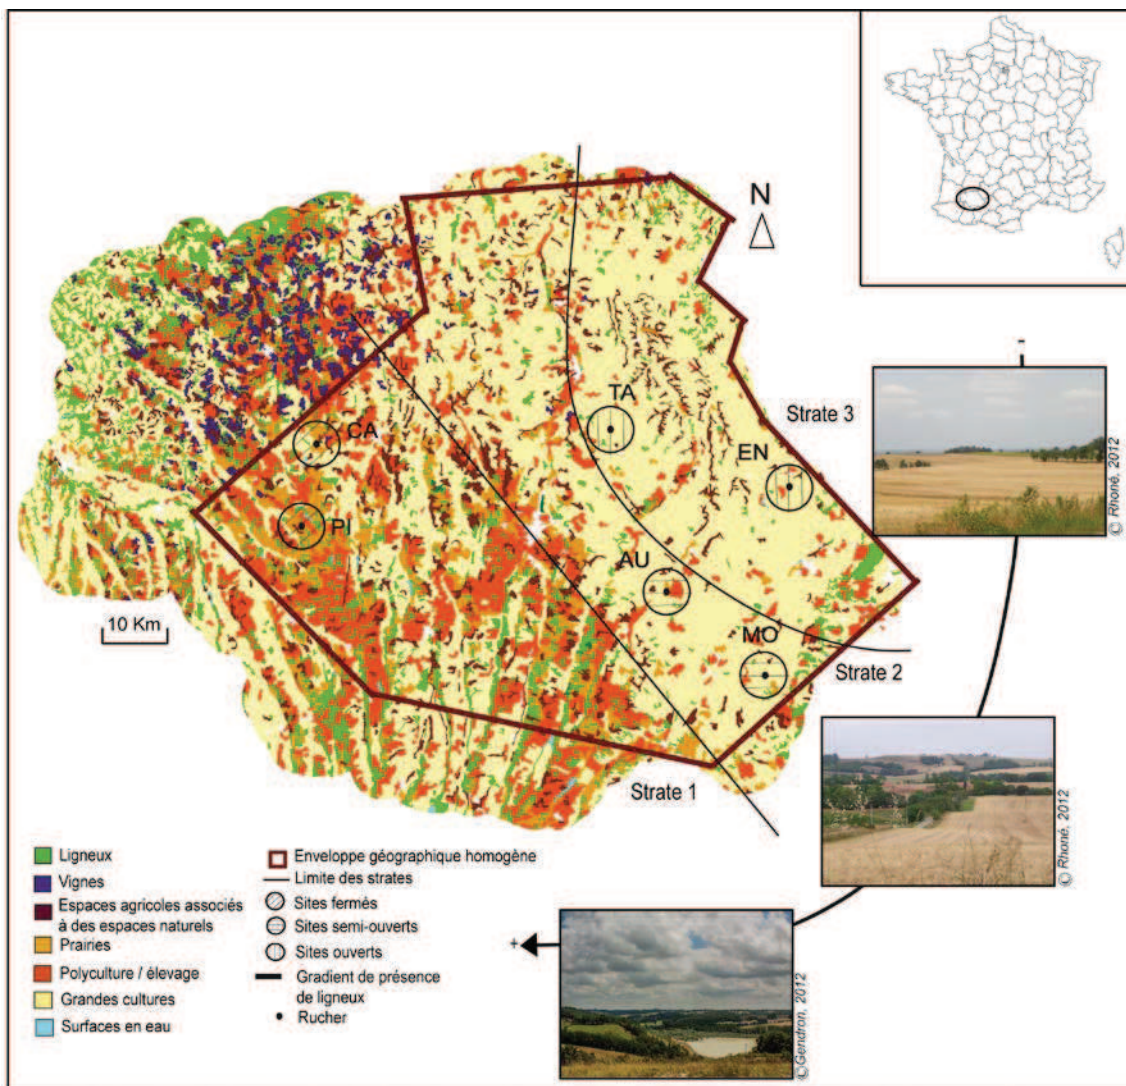 N
TA
Strate 3
CA
EN
PI
AU
MO
Strate 2
Strate 1
10 Km
-
© Rhoné, 2012
© Rhoné, 2012
+
© Gendron, 2012
Ligneux
Vignes
Espaces agricoles associés
à des espaces naturels
Prairies
Polyculture / élevage
Grandes cultures
Surfaces en eau
Enveloppe géographique homogène
Limite des strates
Sites fermés
Sites semi-ouverts
Sites ouverts
Gradient de présence
de ligneux
Rucher